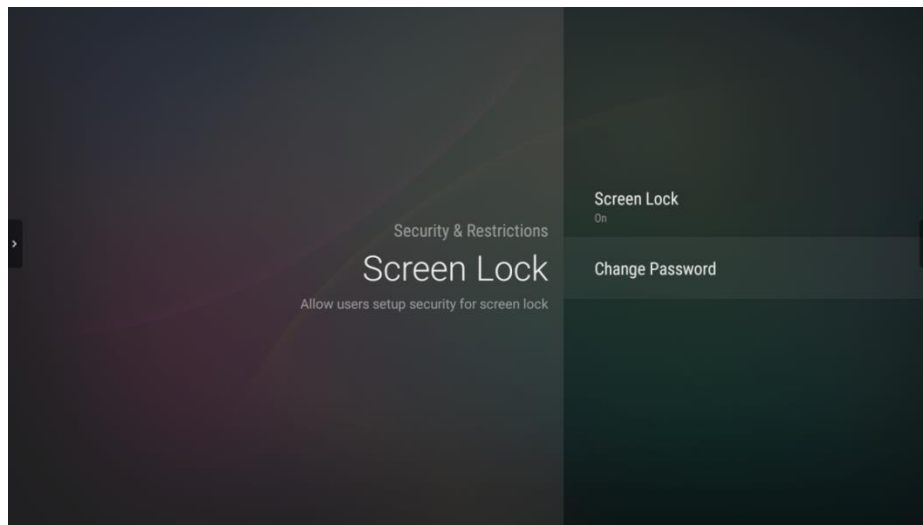 Security & Restrictions
Screen Lock
Allow users setup security for screen lock
Screen Lock
On
Change Password